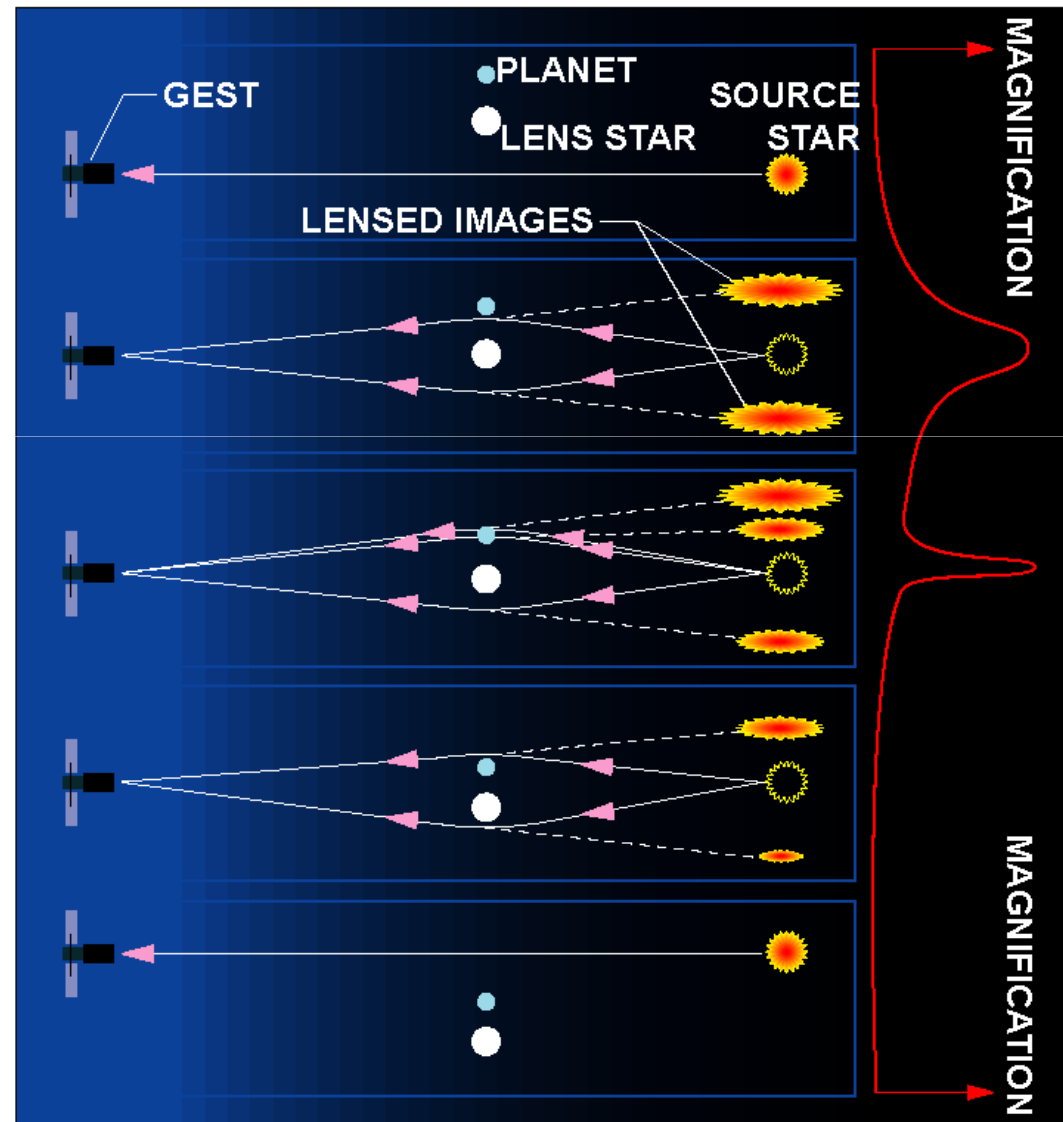 GEST
PLANET
SOURCE
STAR
LENS STAR
LENSED IMAGES
MAGNIFICATION
MAGNIFICATION